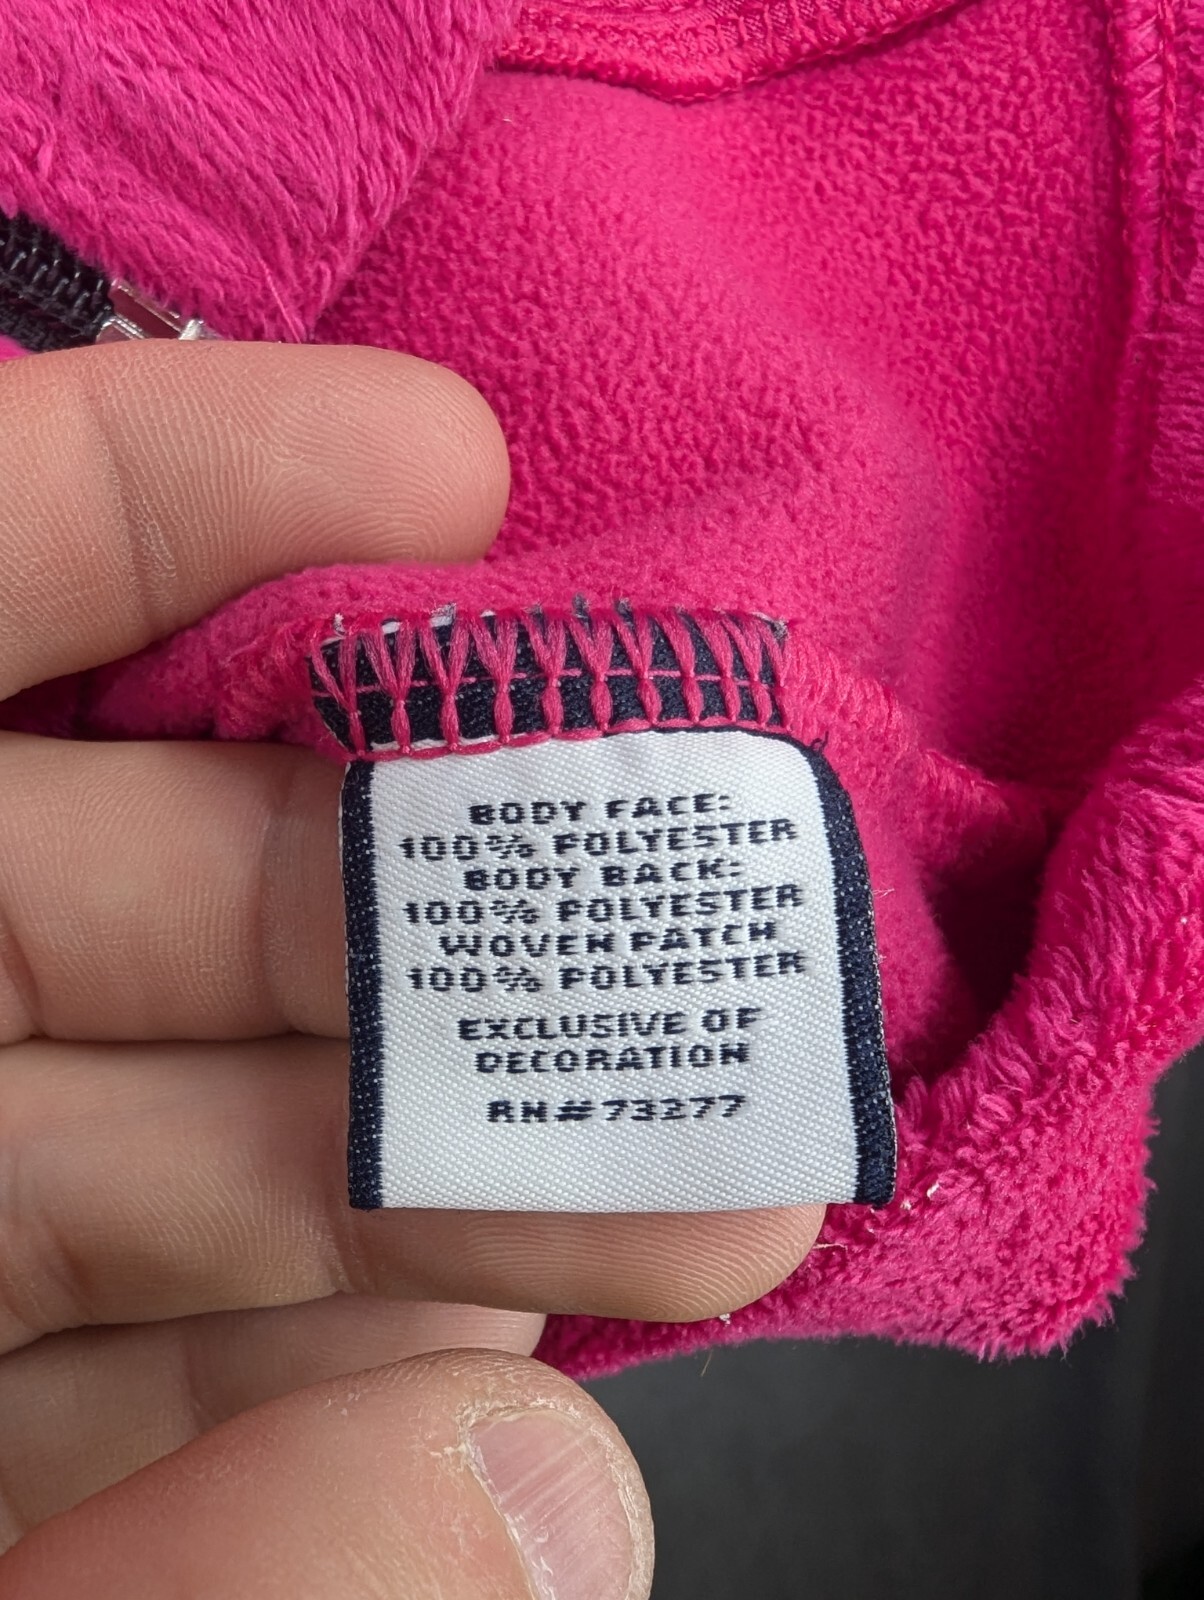 BODY FACE:
100% POLYESTER
BODY BACK:
100% POLYESTER
WOVEN PATCH
100% POLYESTER
EXCLUSIVE OF
DECORATION
RN#73277